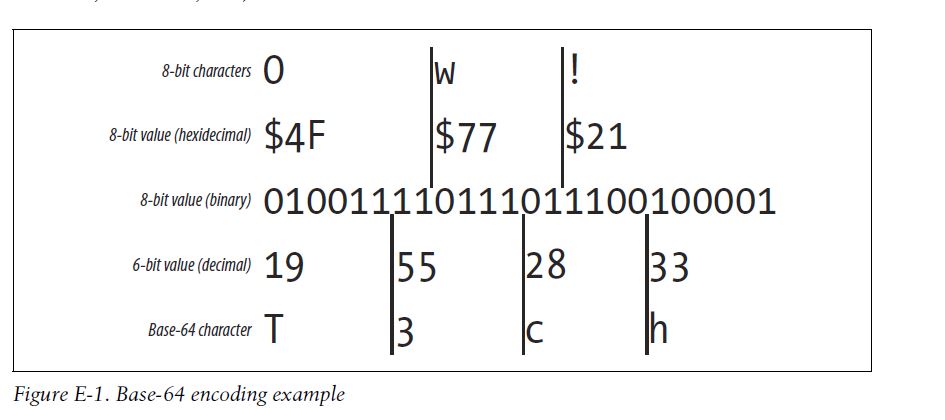 8-bit characters O w !
8-bit value (hexidecimal) $4F $77 $21
8-bit value (binary) 010011110111011100100001
6-bit value (decimal) 19 55 28 33
Base-64 character T 3 c h
Figure E-1. Base-64 encoding example